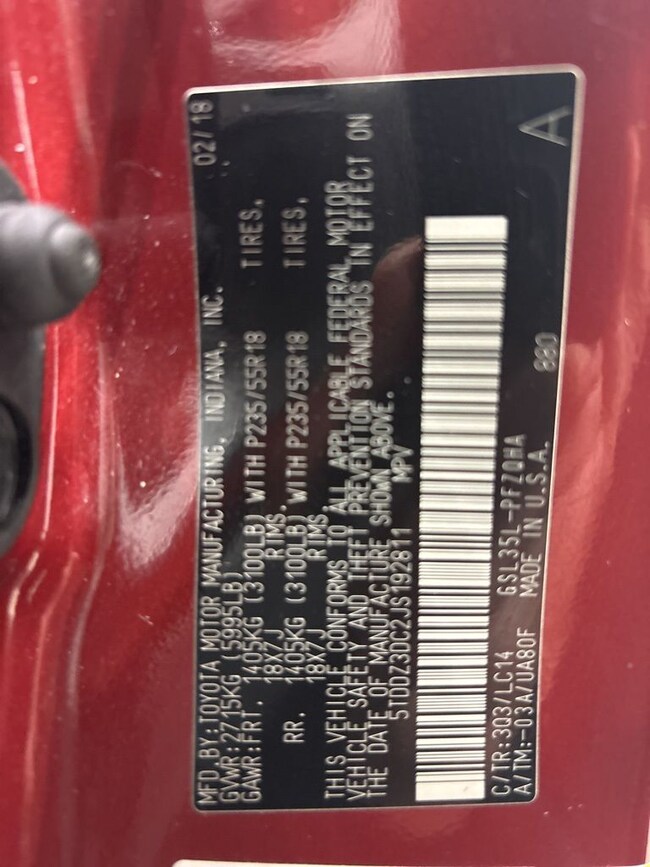 MFD.BY:TOYOTA MOTOR MANUFACTURING, INDIANA, INC. 02/18
GVWR:2715KG (5995LB)
GAWR:FRT. 1405KG (3100LB) WITH P235/55R18 TIRES,
18X7J RIMS.
RR. 1405KG (3100LB) WITH P235/55R18 TIRES,
18X7J RIMS.
THIS VEHICLE CONFORMS TO ALL APPLICABLE FEDERAL MOTOR
VEHICLE SAFETY AND THEFT PREVENTION STANDARDS IN EFFECT ON
THE DATE OF MANUFACTURE SHOWN ABOVE.
5TDDZ3DC2JS192811 MPV
C/TR:3Q3/LC14 GSL35L-PFZQHA 880
A/TM:-03A/UA80F MADE IN U.S.A. A